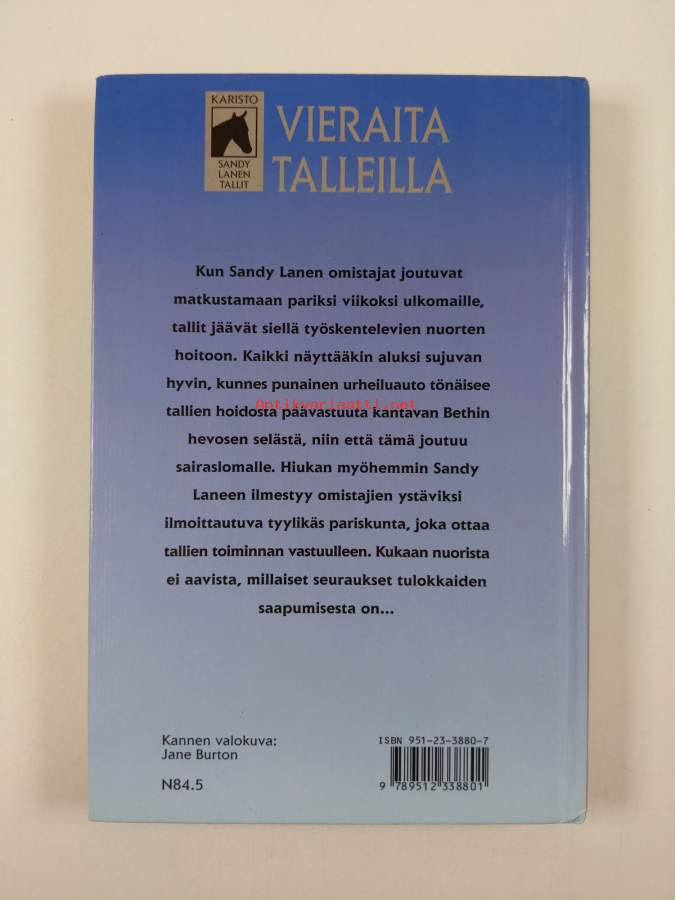 KARISTO
SANDY
LANEN
TALLIT
VIERAITA
TALLEILLA
Kun Sandy Lanen omistajat joutuvat
matkustamaan pariksi viikoksi ulkomaille,
tallit jäävät siellä työskentelevien nuorten
hoitoon. Kaikki näyttääkin aluksi sujuvan
hyvin, kunnes punainen urheiluauto tönäisee
Antikvariaatti.net
tallien hoidosta päävastuuta kantavan Bethin
hevosen selästä, niin että tämä joutuu
sairaslomalle. Hiukan myöhemmin Sandy
Laneen ilmestyy omistajien ystäviksi
ilmoittautuva tyylikäs pariskunta, joka ottaa
tallien toiminnan vastuulleen. Kukaan nuorista
ei aavista, millaiset seuraukset tulokkaiden
saapumisesta on...
Kannen valokuva:
Jane Burton
N84.5
ISBN 951-23-3880-7
9 789512 338801